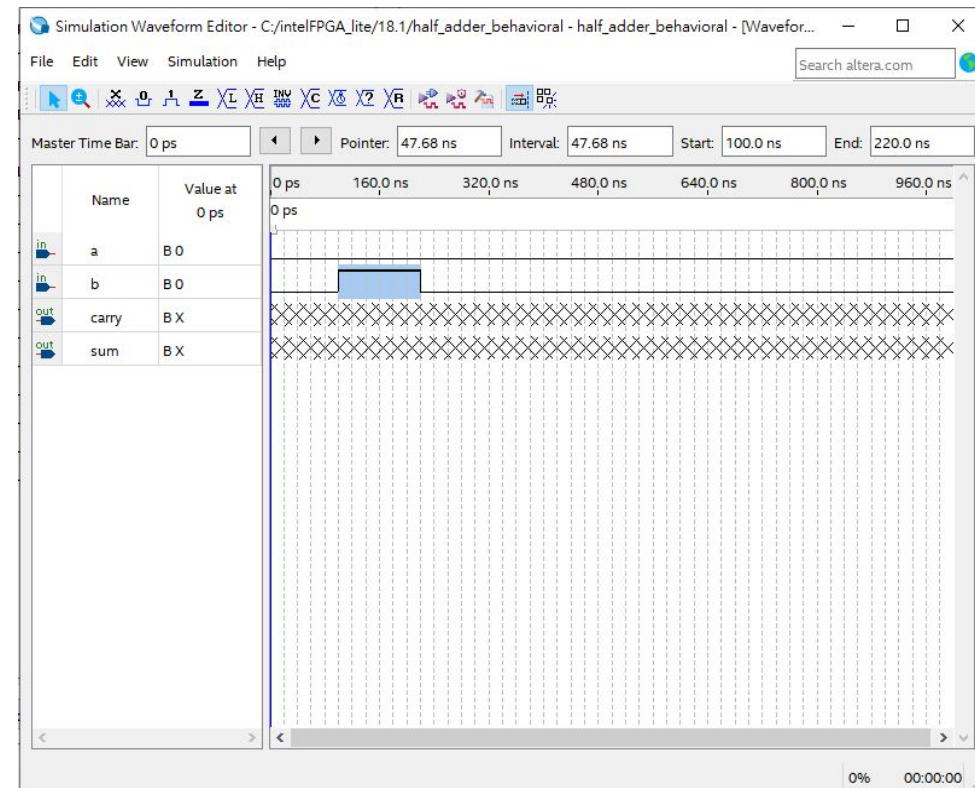 Simulation Waveform Editor - C:/intelFPGA_lite/18.1/half_adder_behavioral - half_adder_behavioral - [Wavefor...
File Edit View Simulation Help
Search altera.com
Master Time Bar: 0 ps Pointer: 47.68 ns Interval: 47.68 ns Start: 100.0 ns End: 220.0 ns
Name Value at 0 ps
0 ps 160.0 ns 320.0 ns 480.0 ns 640.0 ns 800.0 ns 960.0 ns
0 ps
in a B 0
in b B 0
out carry B X
out sum B X
0% 00:00:00